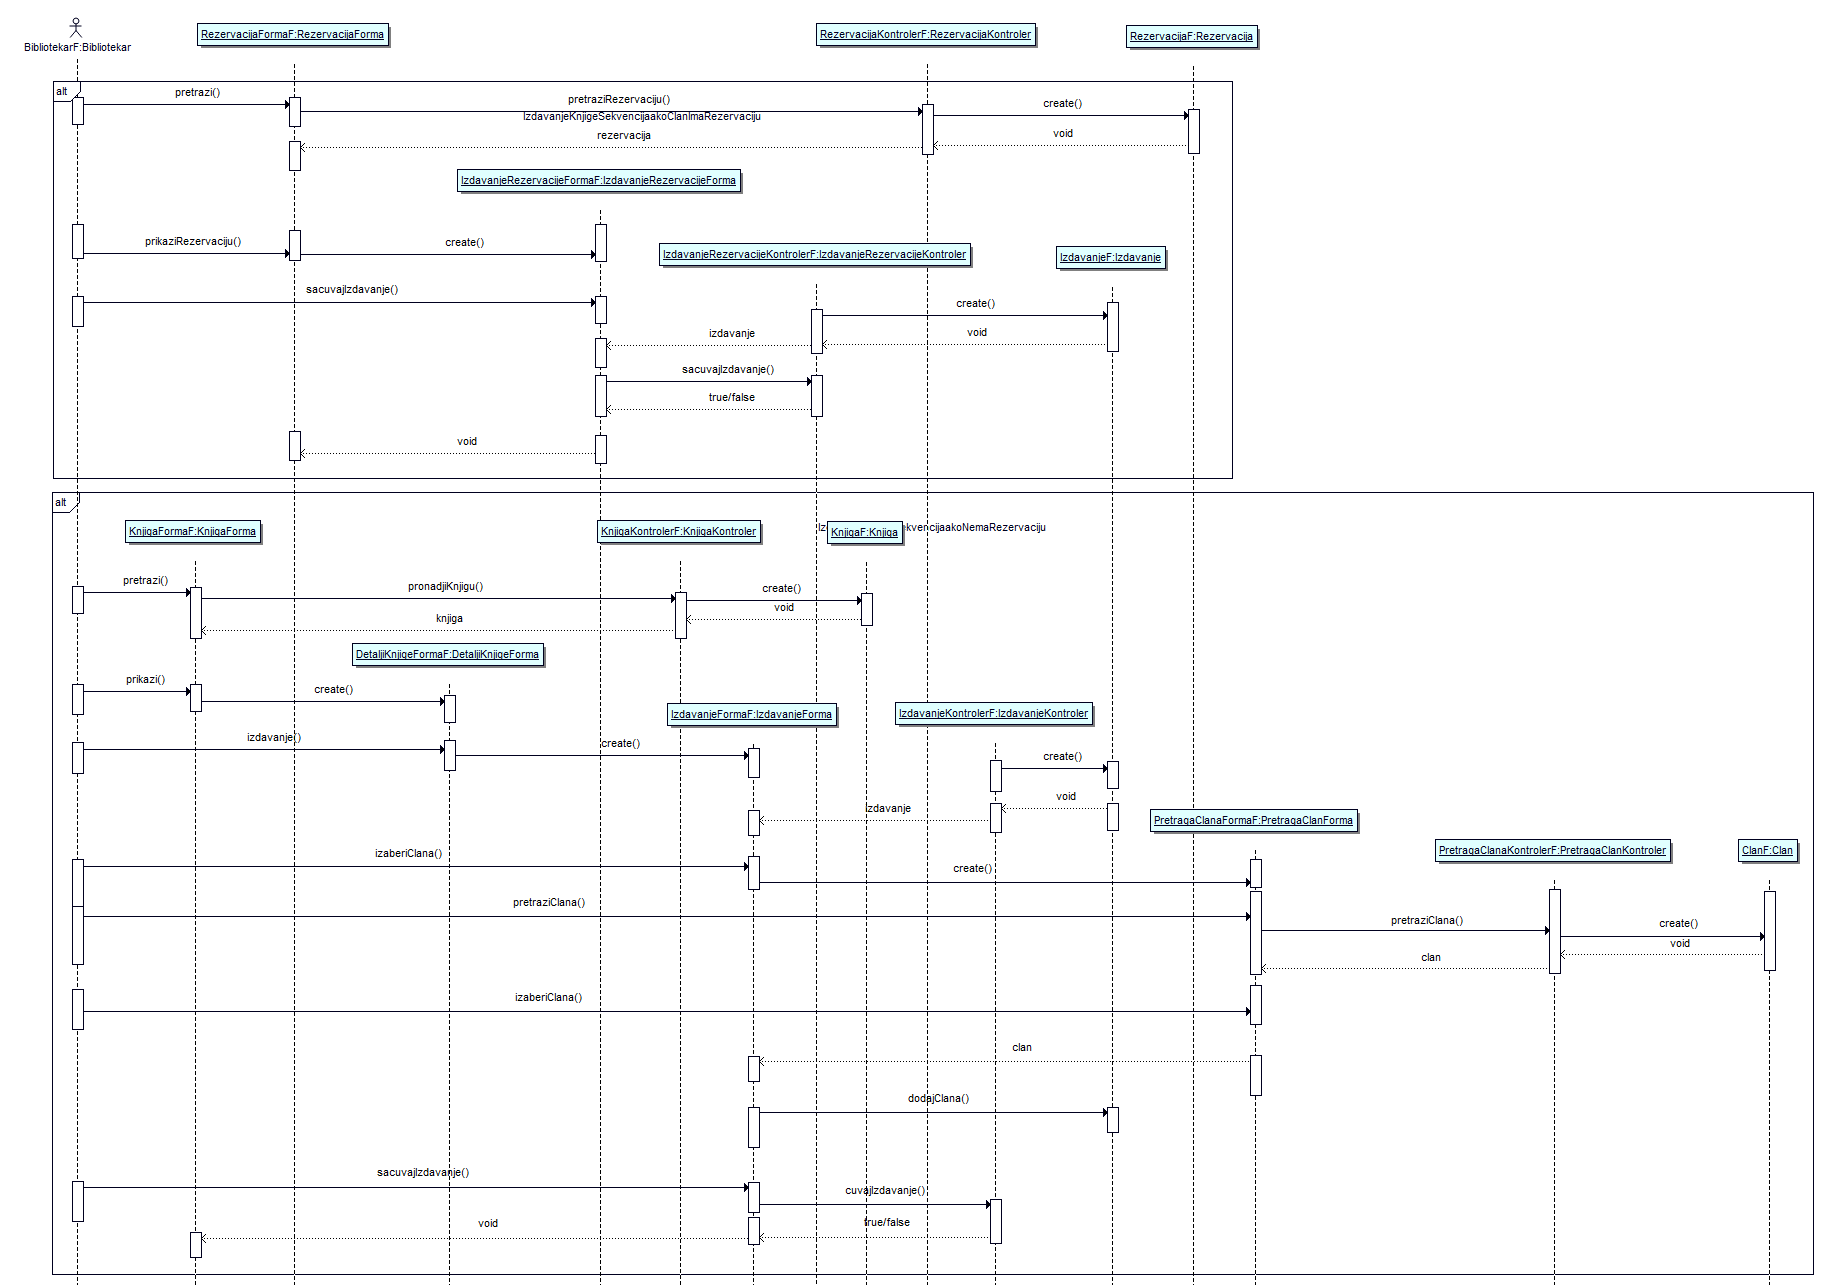 BibliotekarF:Bibliotekar
RezervacijaFormaF:RezervacijaForma
RezervacijaKontrolerF:RezervacijaKontroler
RezervacijaF:Rezervacija
alt
pretrazi()
pretraziRezervaciju()
create()
IzdavanjeKnjigeSekvencijaakoClanImaRezervaciju
rezervacija
void
IzdavanjeRezervacijeFormaF:IzdavanjeRezervacijeForma
prikaziRezervaciju()
create()
IzdavanjeRezervacijeKontrolerF:IzdavanjeRezervacijeKontroler
IzdavanjeF:Izdavanje
sacuvajIzdavanje()
create()
izdavanje
void
sacuvajIzdavanje()
true/false
void
alt
KnjigaFormaF:KnjigaForma
KnjigaKontrolerF:KnjigaKontroler
Iz
KnjigaF:Knjiga
kvencijaakoNemaRezervaciju
pretrazi()
pronadjiKnjigu()
create()
void
knjiga
DetaljiKnjigeFormaF:DetaljiKnjigeForma
prikazi()
create()
IzdavanjeFormaF:IzdavanjeForma
IzdavanjeKontrolerF:IzdavanjeKontroler
izdavanje()
create()
create()
void
izdavanje
PretragaClanaFormaF:PretragaClanForma
PretragaClanaKontrolerF:PretragaClanKontroler
ClanF:Clan
izaberiClana()
create()
pretraziClana()
pretraziClana()
create()
void
clan
izaberiClana()
clan
dodajClana()
sacuvajIzdavanje()
cuvajIzdavanje()
void
true/false